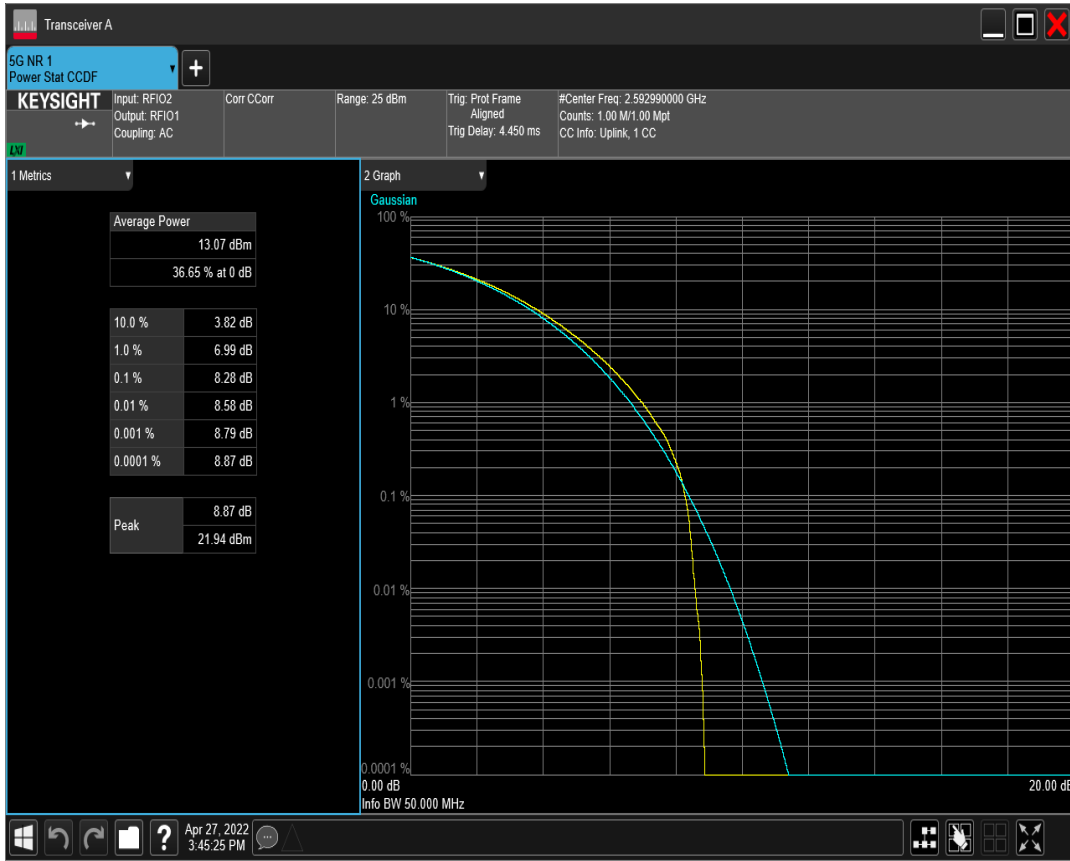 Transceiver A
5G NR 1
Power Stat CCDF
+
KEYSIGHT
LXI
Input: RFIO2
Output: RFIO1
Coupling: AC
Corr CCorr
Range: 25 dBm
Trig: Prot Frame
Aligned
Trig Delay: 4.450 ms
#Center Freq: 2.592990000 GHz
Counts: 1.00 M/1.00 Mpt
CC Info: Uplink, 1 CC
1 Metrics
Average Power
13.07 dBm
36.65 % at 0 dB
10.0 % 3.82 dB
1.0 % 6.99 dB
0.1 % 8.28 dB
0.01 % 8.58 dB
0.001 % 8.79 dB
0.0001 % 8.87 dB
Peak
8.87 dB
21.94 dBm
2 Graph
Gaussian
100 %
10 %
1 %
0.1 %
0.01 %
0.001 %
0.0001 %
0.00 dB 20.00 dB
Info BW 50.000 MHz
?
Apr 27, 2022
3:45:25 PM